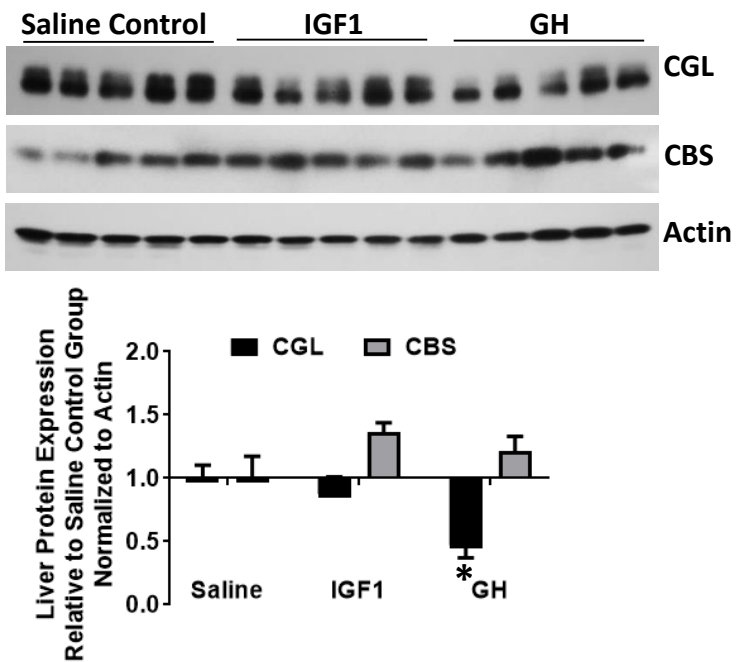 Saline Control IGF1 GH
CGL
CBS
Actin
Liver Protein Expression
Relative to Saline Control Group
Normalized to Actin
CGL CBS
2.0
1.5
1.0
0.5
0.0
Saline IGF1 GH
*